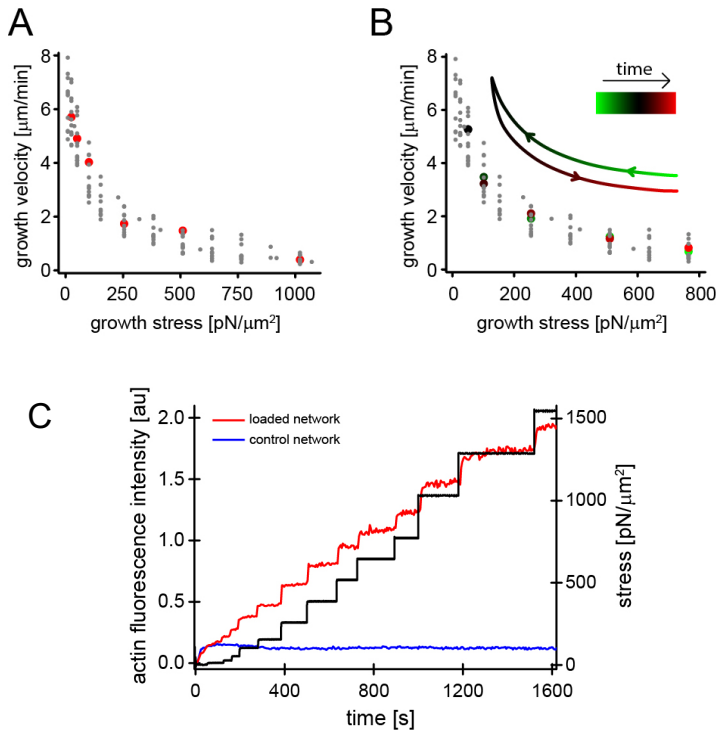 A
B
growth velocity [µm/min]
8
6
4
2
0
0
250
500
750
1000
growth stress [pN/µm²]
growth velocity [µm/min]
8
6
4
2
0
0
200
400
600
800
growth stress [pN/µm²]
time
C
actin fluorescence intensity [au]
2.0
1.5
1.0
0.5
0.0
loaded network
control network
1500
1000
500
0
stress [pN/µm²]
0
400
800
1200
1600
time [s]